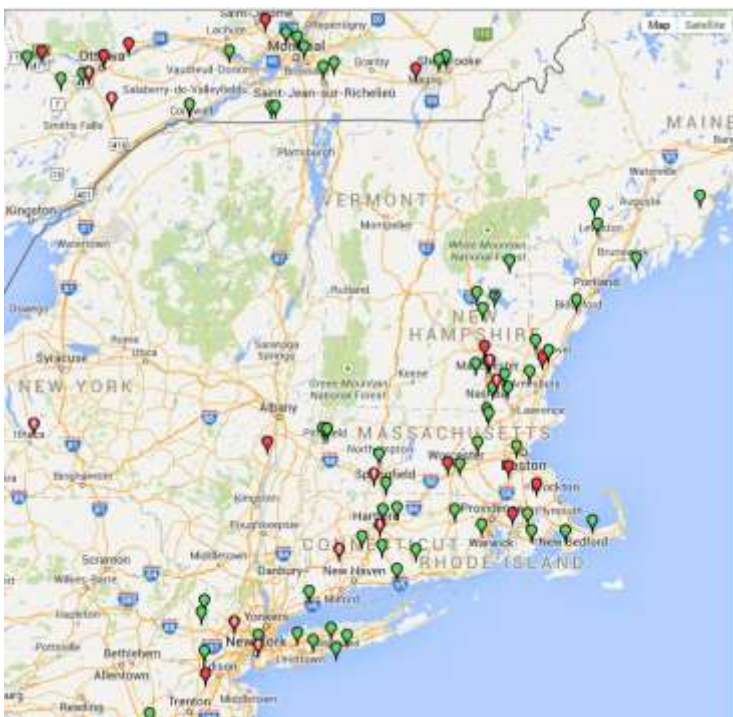 Lachute
Montreal
Map Satellite
Ottawa
Granby
Sherbrooke
Magog
Salaberry-de-Valleyfield
Saint-Jean-sur-Richelieu
Cornwall
Smiths Falls
MAINE
Plattsburgh
Waterville
VERMONT
Augusta
Kingston
Montpelier
Lewiston
Watertown
White Mountain
National Forest
Brunswick
Portland
Rutland
Biddeford
Oswego
NEW
HAMPSHIRE
Rome
Utica
Saratoga
Springs
Syracuse
Manchester
Keene
NEW YORK
Green Mountain
National Forest
Nashua
Amesbury
Albany
Lawrence
Ithaca
Pittsfield
MASSACHUSETTS
Northampton
Worcester
Boston
Binghamton
Springfield
Brockton
Kingston
Hartford
Providence
Plymouth
Poughkeepsie
CONNECTICUT
Warwick
New Bedford
Scranton
Middletown
Danbury
New Haven
RHODE ISLAND
Wilkes-Barre
Milford
Hazleton
Yonkers
Pottsville
New York
Bethlehem
Edison
Levittown
Allentown
Reading
Trenton
Middletown